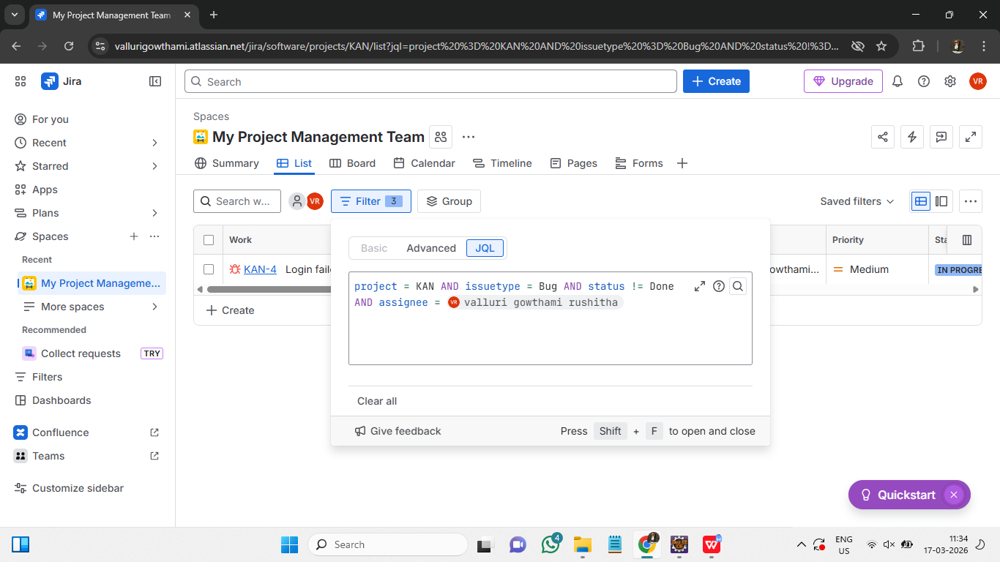 My Project Management Team
vallurigowthami.atlassian.net/jira/software/projects/KAN/list?jql=project%20%3D%20KAN%20AND%20issuetype%20%3D%20Bug%20AND%20status%20!%3D...
Jira
Search
Create
Upgrade
VR
For you
Recent
Starred
Apps
Plans
Spaces
Recent
My Project Manageme...
More spaces
Recommended
Collect requests
TRY
Filters
Dashboards
Confluence
Teams
Customize sidebar
Spaces
My Project Management Team
Summary
List
Board
Calendar
Timeline
Pages
Forms
Search w...
VR
Filter 3
Group
Saved filters
Work
Priority
KAN-4 Login
owthami...
Medium
Create
Basic
Advanced
JQL
project = KAN AND issuetype = Bug AND status != Done
AND assignee = VR valluri gowthami rushitha
Clear all
Give feedback
Press Shift + F to open and close
Quickstart
Search
4
ENG
US
11:34
17-03-2026